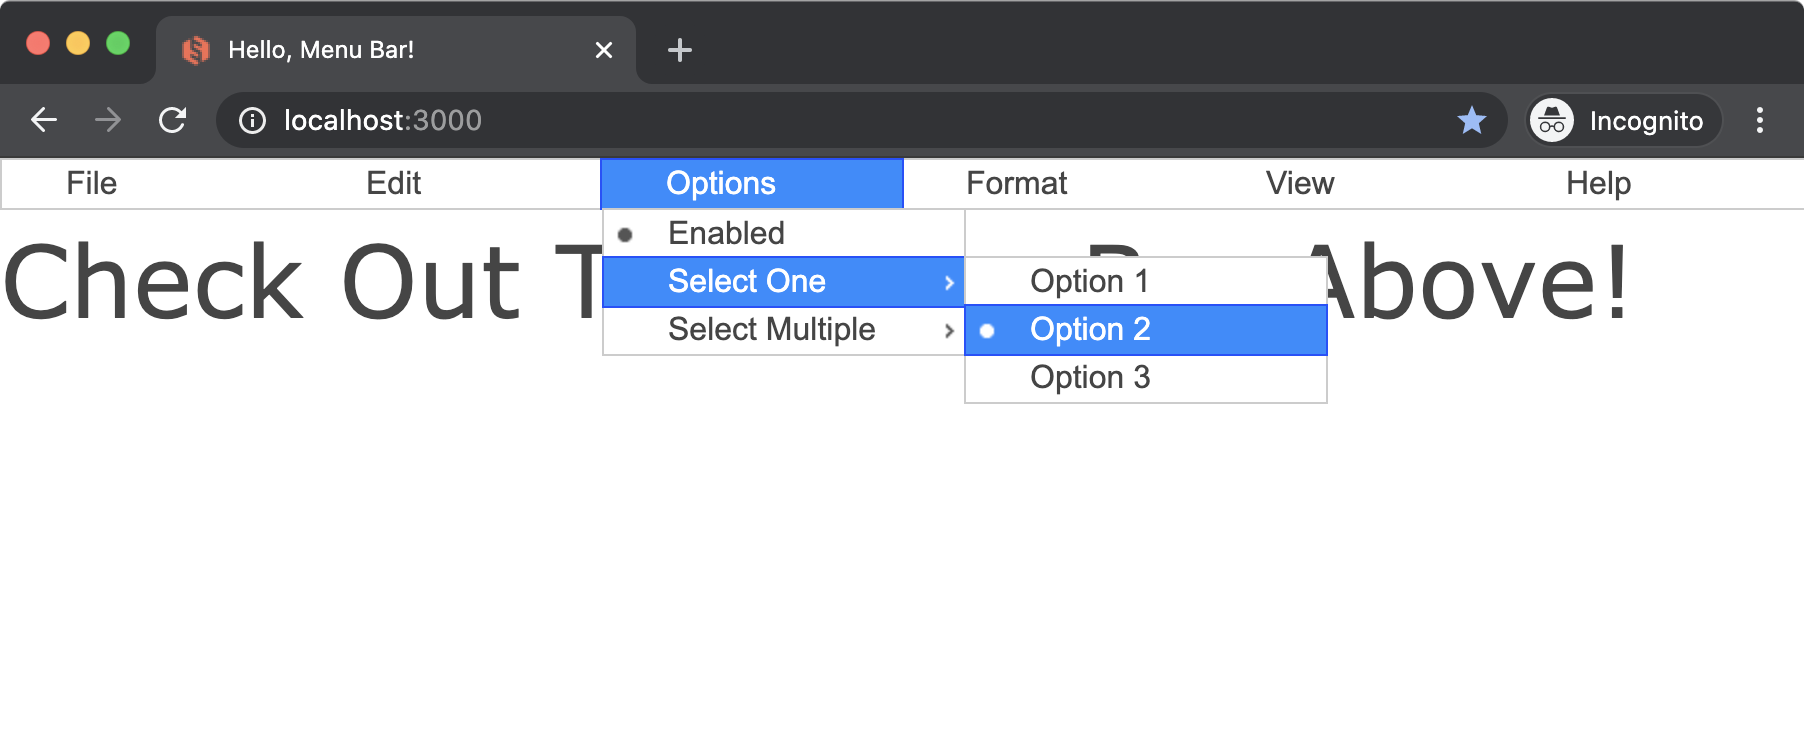 Hello, Menu Bar!
localhost:3000
Incognito
File Edit Options Format View Help
Enabled
Check Out Above!
Select One Option 1
Select Multiple Option 2
Option 3